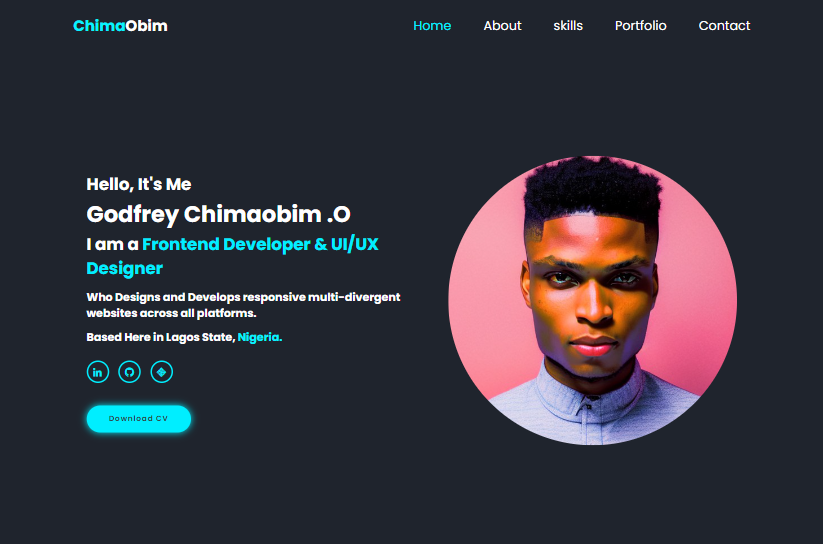 ChimaObim
Home About skills Portfolio Contact
Hello, It's Me
Godfrey Chimaobim .O
I am a Frontend Developer & UI/UX
Designer
Who Designs and Develops responsive multi-divergent
websites across all platforms.
Based Here in Lagos State, Nigeria.
in
Download CV